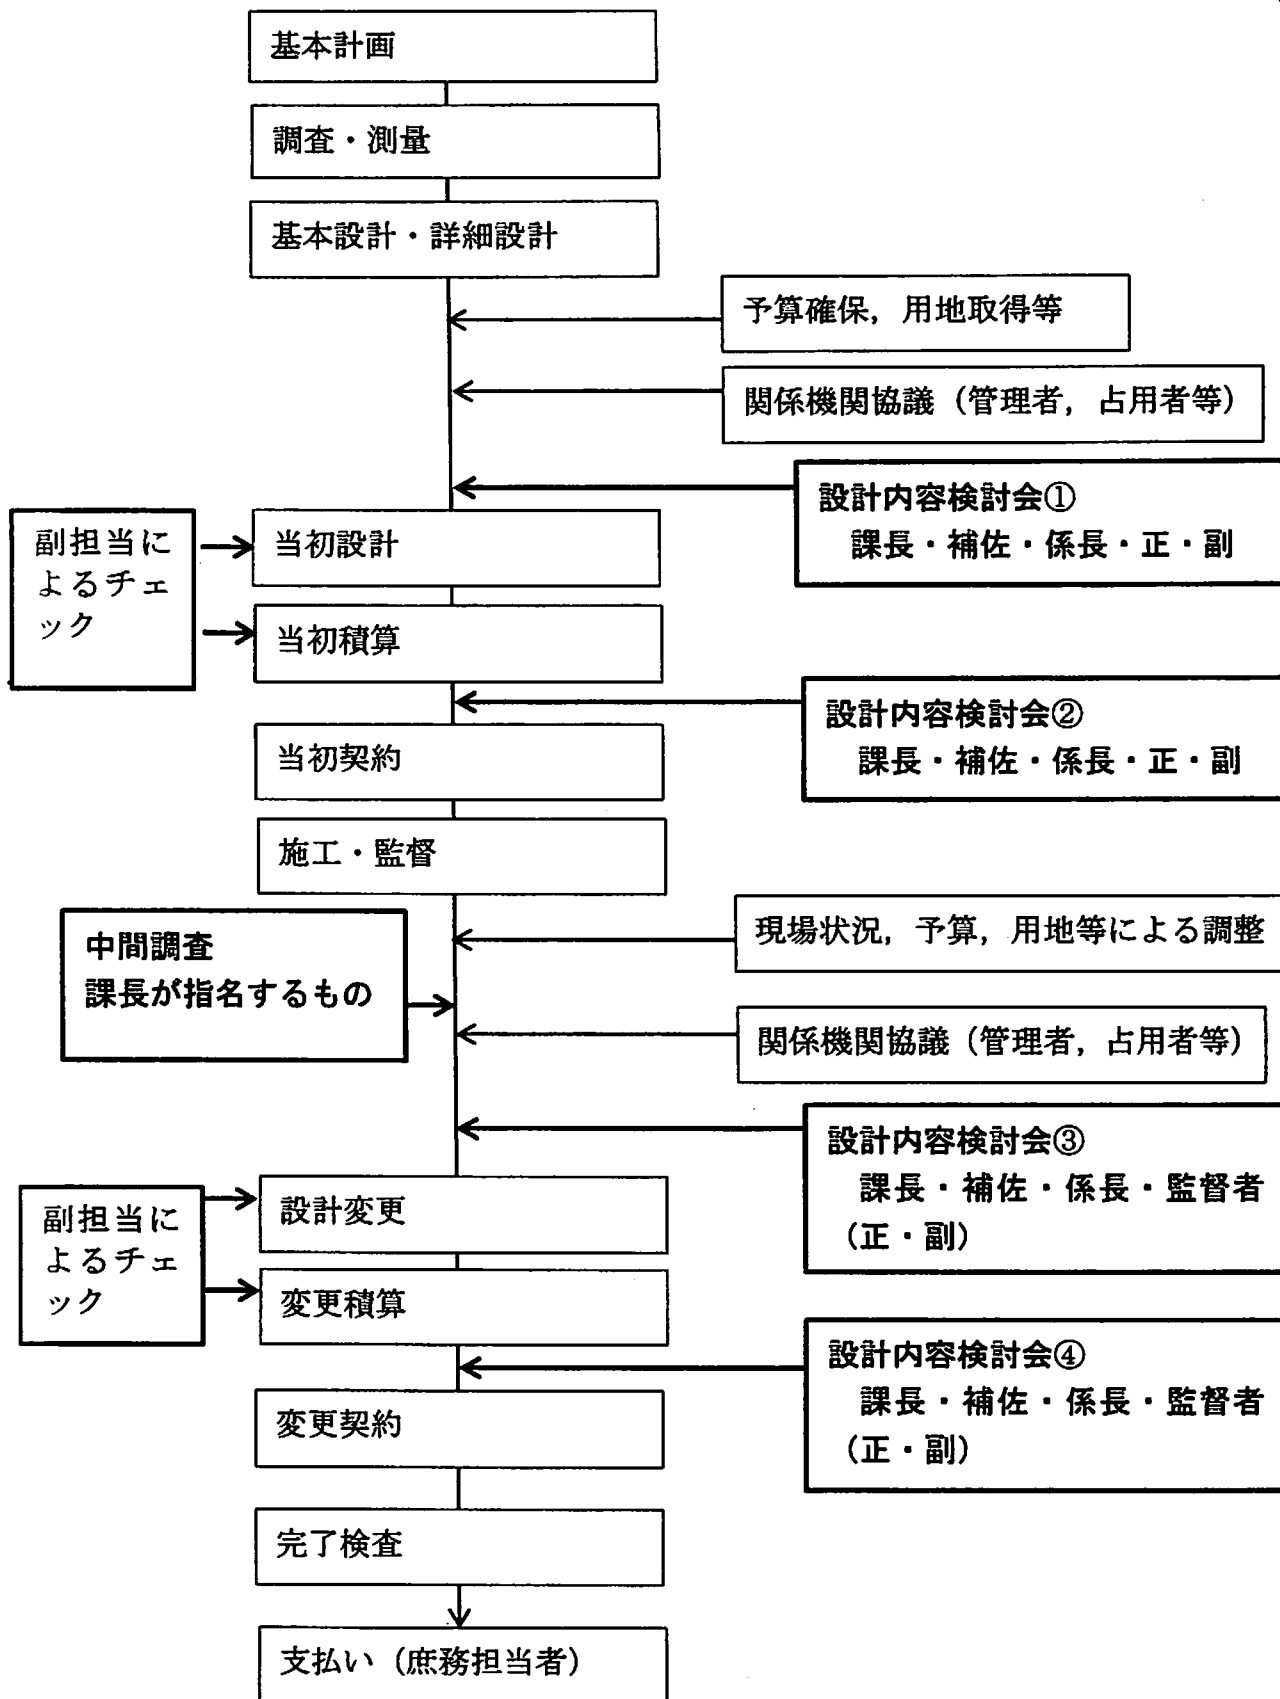 基本計画
調査・測量
基本設計・詳細設計
予算確保，用地取得等
関係機関協議（管理者，占用者等）
設計内容検討会①
課長・補佐・係長・正・副
副担当に
よるチェ
ック
当初設計
当初積算
設計内容検討会②
課長・補佐・係長・正・副
当初契約
施工・監督
現場状況，予算，用地等による調整
中間調査
課長が指名するもの
関係機関協議（管理者，占用者等）
設計内容検討会③
課長・補佐・係長・監督者
（正・副）
副担当に
よるチェ
ック
設計変更
変更積算
設計内容検討会④
課長・補佐・係長・監督者
（正・副）
変更契約
完了検査
支払い（庶務担当者）